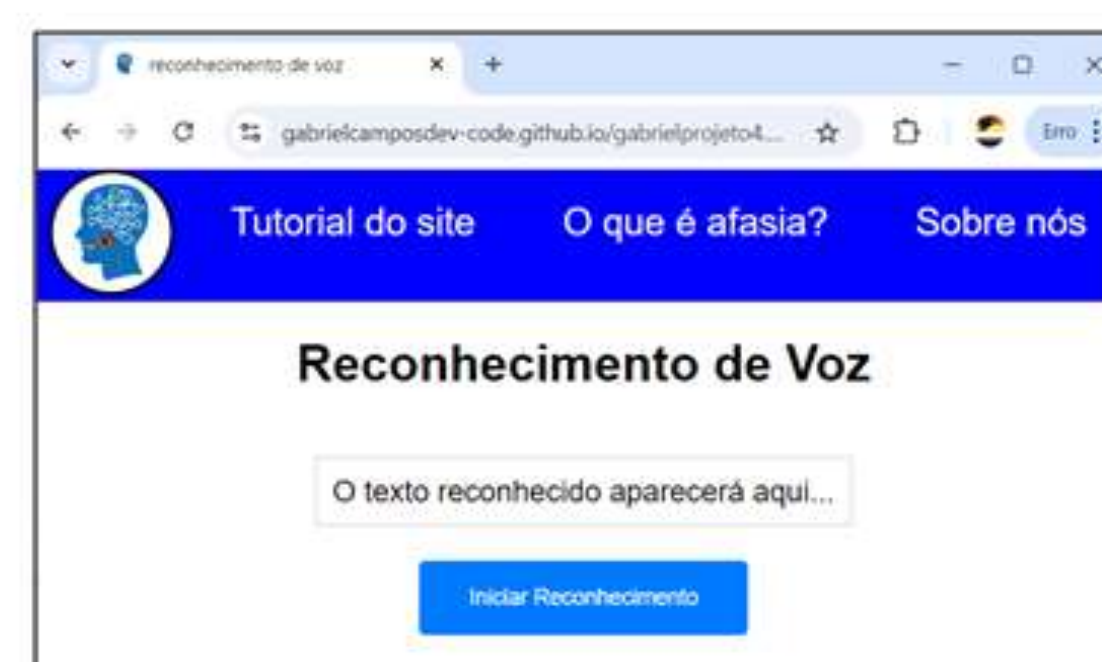 reconhecimento de voz
gabrielcamposdev-code.github.io/gabrielprojeto4... Erro
Tutorial do site O que é afasia? Sobre nós
Reconhecimento de Voz
O texto reconhecido aparecerá aqui...
Iniciar Reconhecimento